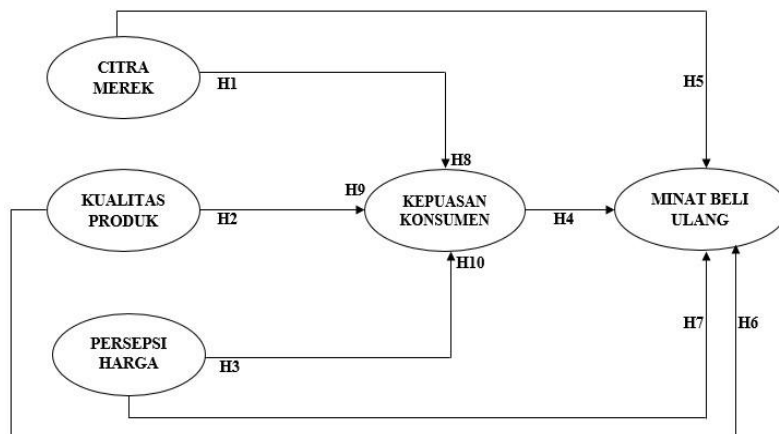 CITRA
MEREK
H1
H5
H8
H9
KUALITAS
PRODUK
H2
KEPUASAN
KONSUMEN
H4
MINAT BELI
ULANG
H10
PERSEPSI
HARGA
H3
H7
H6